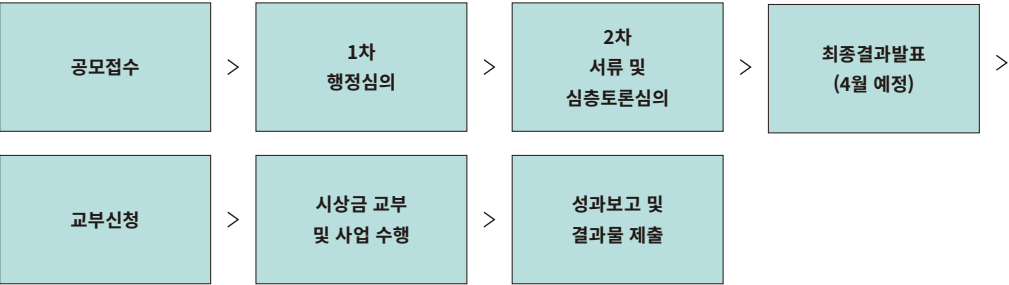 공모접수
>
1차
행정심의
>
2차
서류 및
심층토론심의
>
최종결과발표
(4월 예정)
>
교부신청
>
시상금 교부
및 사업 수행
>
성과보고 및
결과물 제출